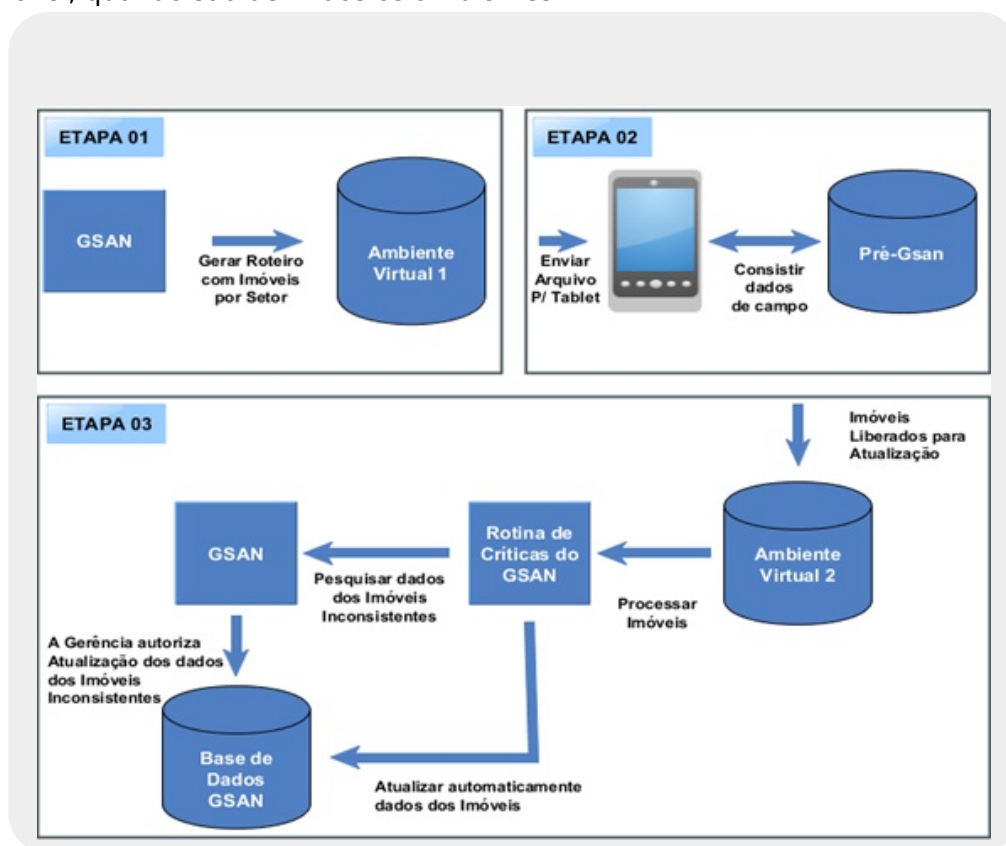 ETAPA 01
GSAN
Gerar Roteiro
com Imóveis
por Setor
Ambiente
Virtual 1
ETAPA 02
Enviar
Arquivo
P/ Tablet
Consistir
dados
de campo
Pré-Gsan
ETAPA 03
Imóveis
Liberados para
Atualização
Ambiente
Virtual 2
Processar
Imóveis
Rotina de
Críticas do
GSAN
Pesquisar dados
dos Imóveis
Inconsistentes
GSAN
A Gerência autoriza
Atualização dos dados
dos Imóveis
Inconsistentes
Atualizar automaticamente
dados dos Imóveis
Base de
Dados
GSAN